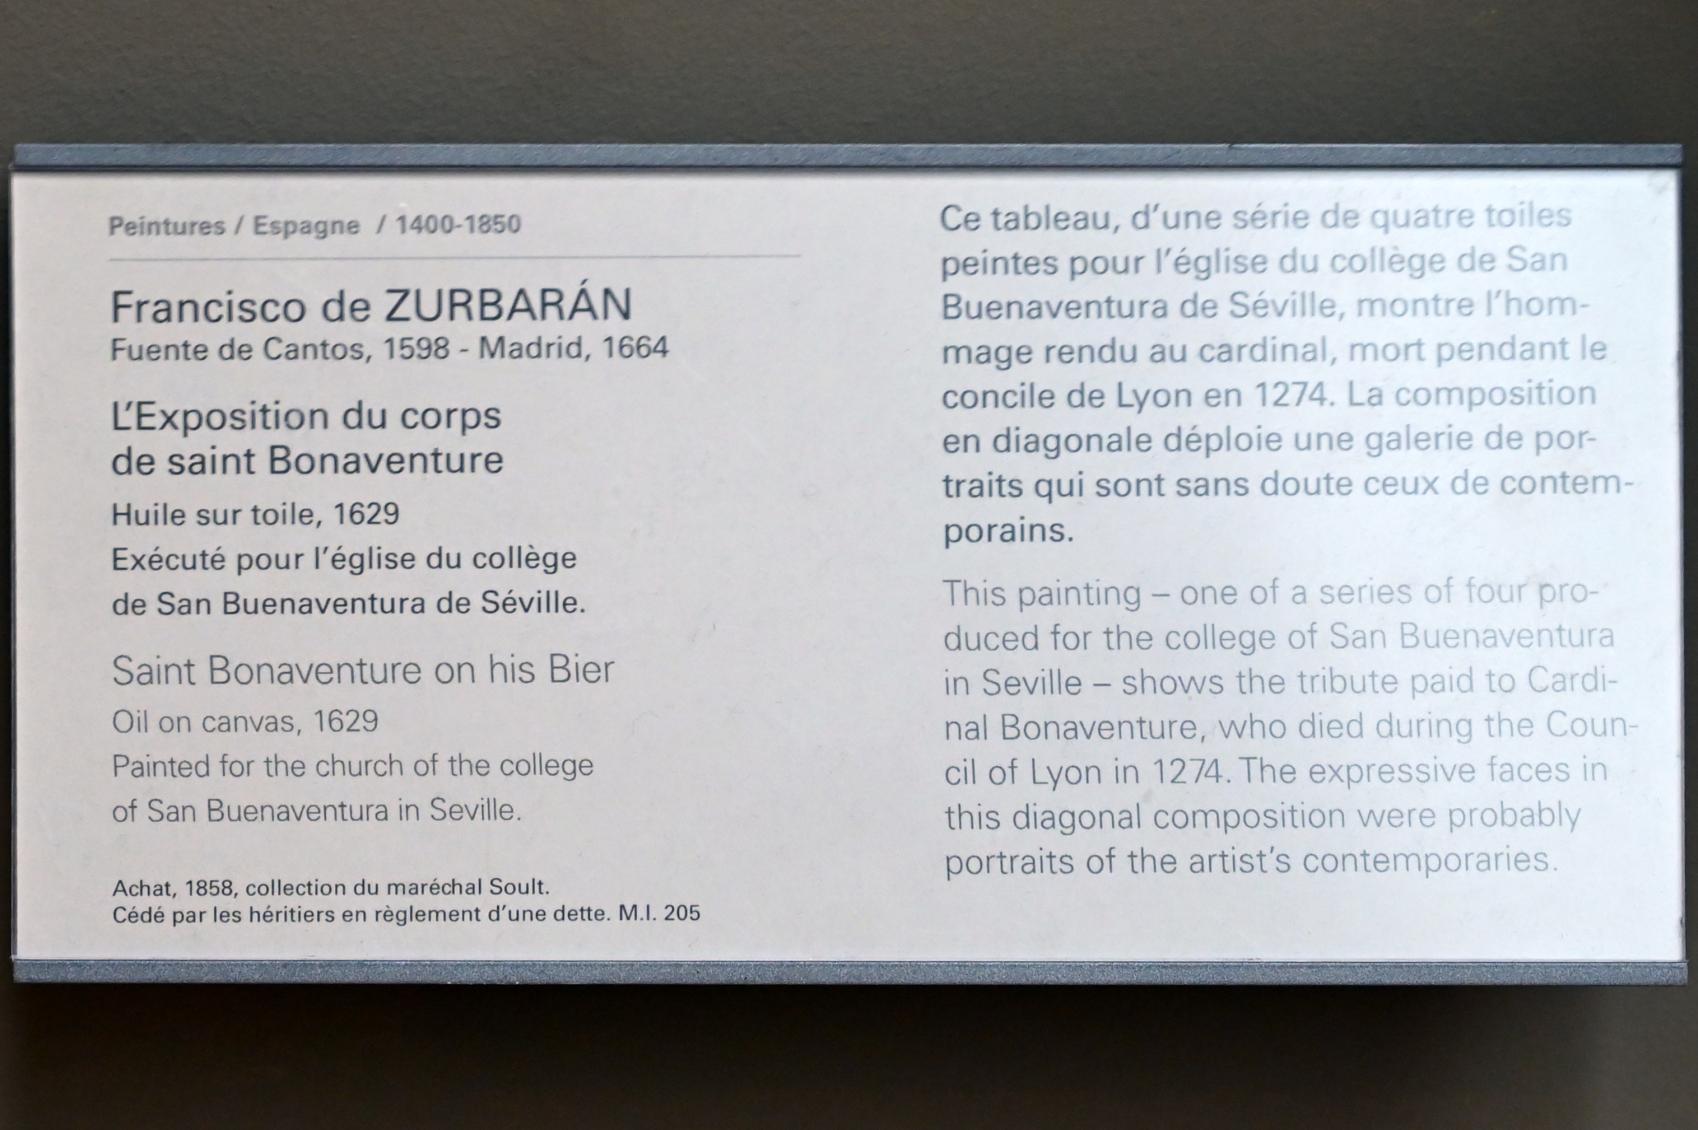 Peintures / Espagne / 1400-1850
Francisco de ZURBARÁN
Fuente de Cantos, 1598 - Madrid, 1664
L'Exposition du corps
de saint Bonaventure
Huile sur toile, 1629
Exécuté pour l'église du collège
de San Buenaventura de Séville.
Saint Bonaventure on his Bier
Oil on canvas, 1629
Painted for the church of the college
of San Buenaventura in Seville.
Achat, 1858, collection du maréchal Soult.
Cédé par les héritiers en règlement d'une dette. M.I. 205
Ce tableau, d'une série de quatre toiles
peintes pour l'église du collège de San
Buenaventura de Séville, montre l'hom-
mage rendu au cardinal, mort pendant le
concile de Lyon en 1274. La composition
en diagonale déploie une galerie de por-
traits qui sont sans doute ceux de contem-
porains.
This painting – one of a series of four pro-
duced for the college of San Buenaventura
in Seville – shows the tribute paid to Cardi-
nal Bonaventure, who died during the Coun-
cil of Lyon in 1274. The expressive faces in
this diagonal composition were probably
portraits of the artist's contemporaries.